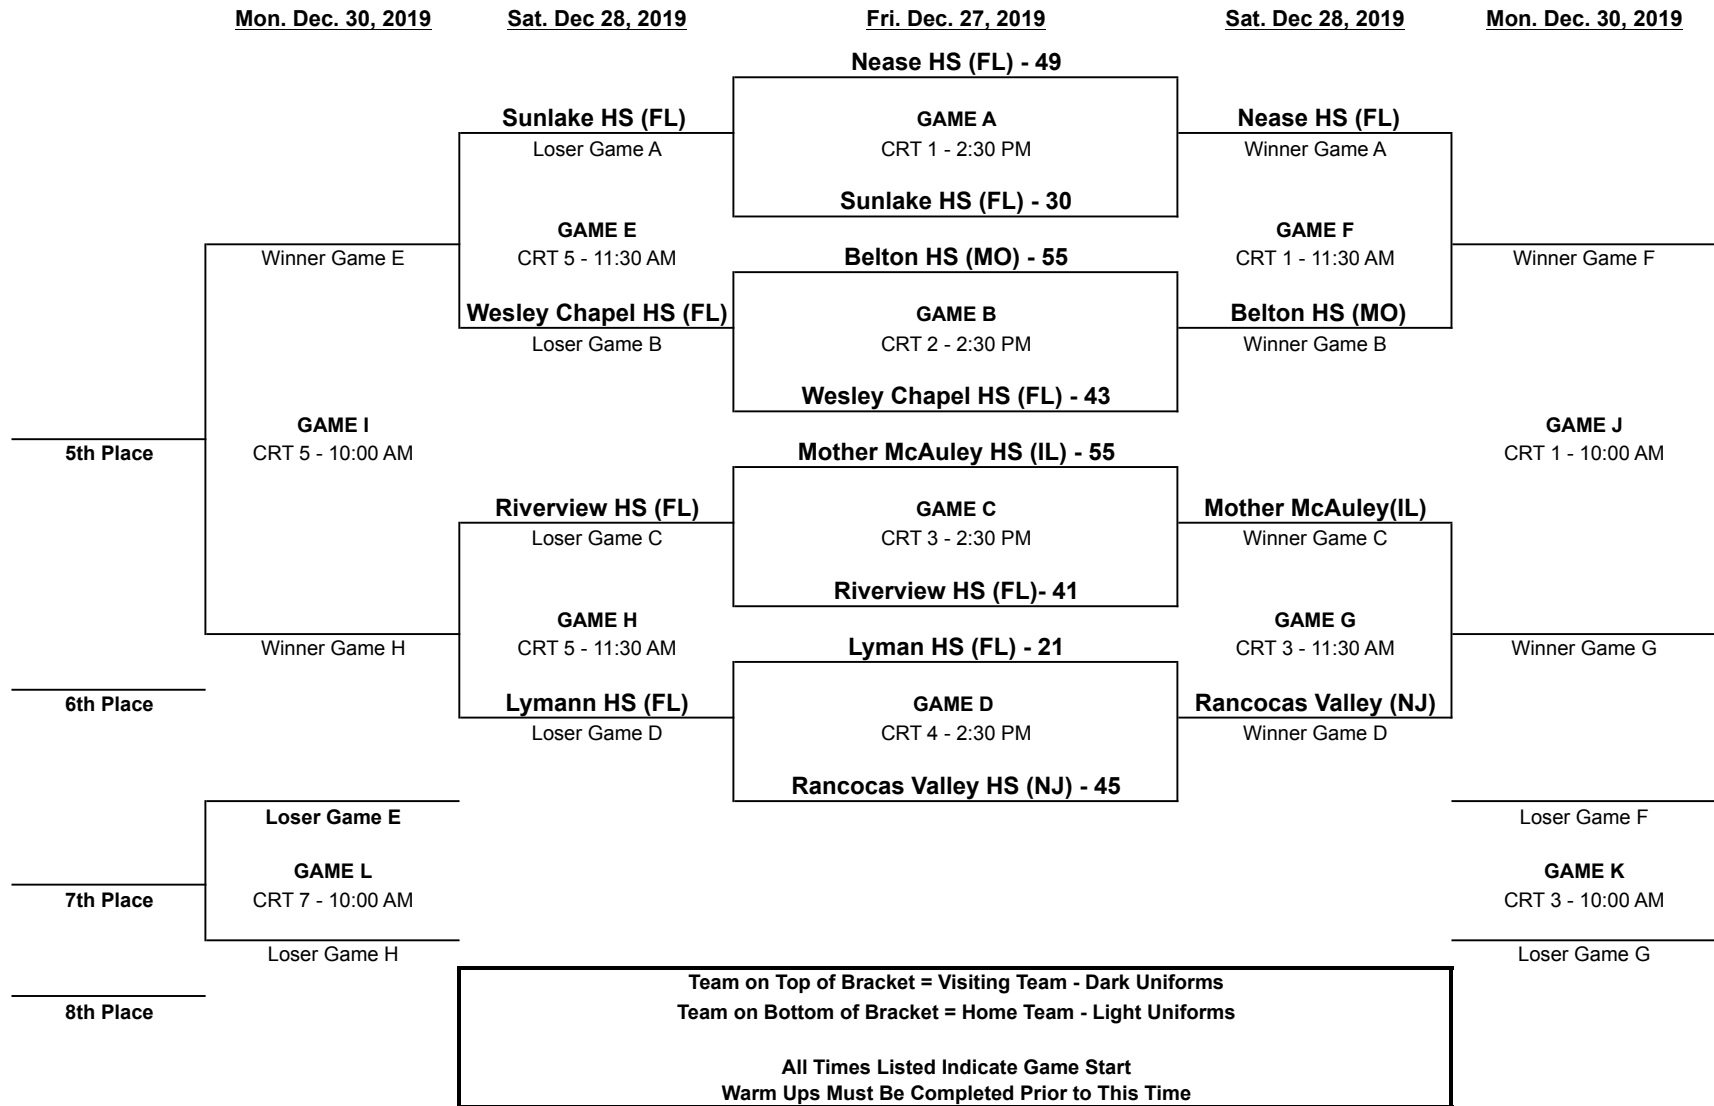 Mon. Dec. 30, 2019 Sat. Dec 28, 2019 Fri. Dec. 27, 2019 Sat. Dec 28, 2019 Mon. Dec. 30, 2019
Nease HS (FL) - 49
Sunlake HS (FL) GAME A Nease HS (FL)
Loser Game A CRT 1 - 2:30 PM Winner Game A
Sunlake HS (FL) - 30
GAME E GAME F
Winner Game E CRT 5 - 11:30 AM Belton HS (MO) - 55 CRT 1 - 11:30 AM Winner Game F
Wesley Chapel HS (FL) GAME B Belton HS (MO)
Loser Game B CRT 2 - 2:30 PM Winner Game B
Wesley Chapel HS (FL) - 43
GAME I GAME J
5th Place CRT 5 - 10:00 AM Mother McAuley HS (IL) - 55 CRT 1 - 10:00 AM
Riverview HS (FL) GAME C Mother McAuley(IL)
Loser Game C CRT 3 - 2:30 PM Winner Game C
Riverview HS (FL)- 41
GAME H GAME G
Winner Game H CRT 5 - 11:30 AM Lyman HS (FL) - 21 CRT 3 - 11:30 AM Winner Game G
6th Place Lymann HS (FL) GAME D Rancocas Valley (NJ)
Loser Game D CRT 4 - 2:30 PM Winner Game D
Rancocas Valley HS (NJ) - 45
Loser Game E Loser Game F
GAME L GAME K
7th Place CRT 7 - 10:00 AM CRT 3 - 10:00 AM
Loser Game H Loser Game G
Team on Top of Bracket = Visiting Team - Dark Uniforms
8th Place Team on Bottom of Bracket = Home Team - Light Uniforms
All Times Listed Indicate Game Start
Warm Ups Must Be Completed Prior to This Time